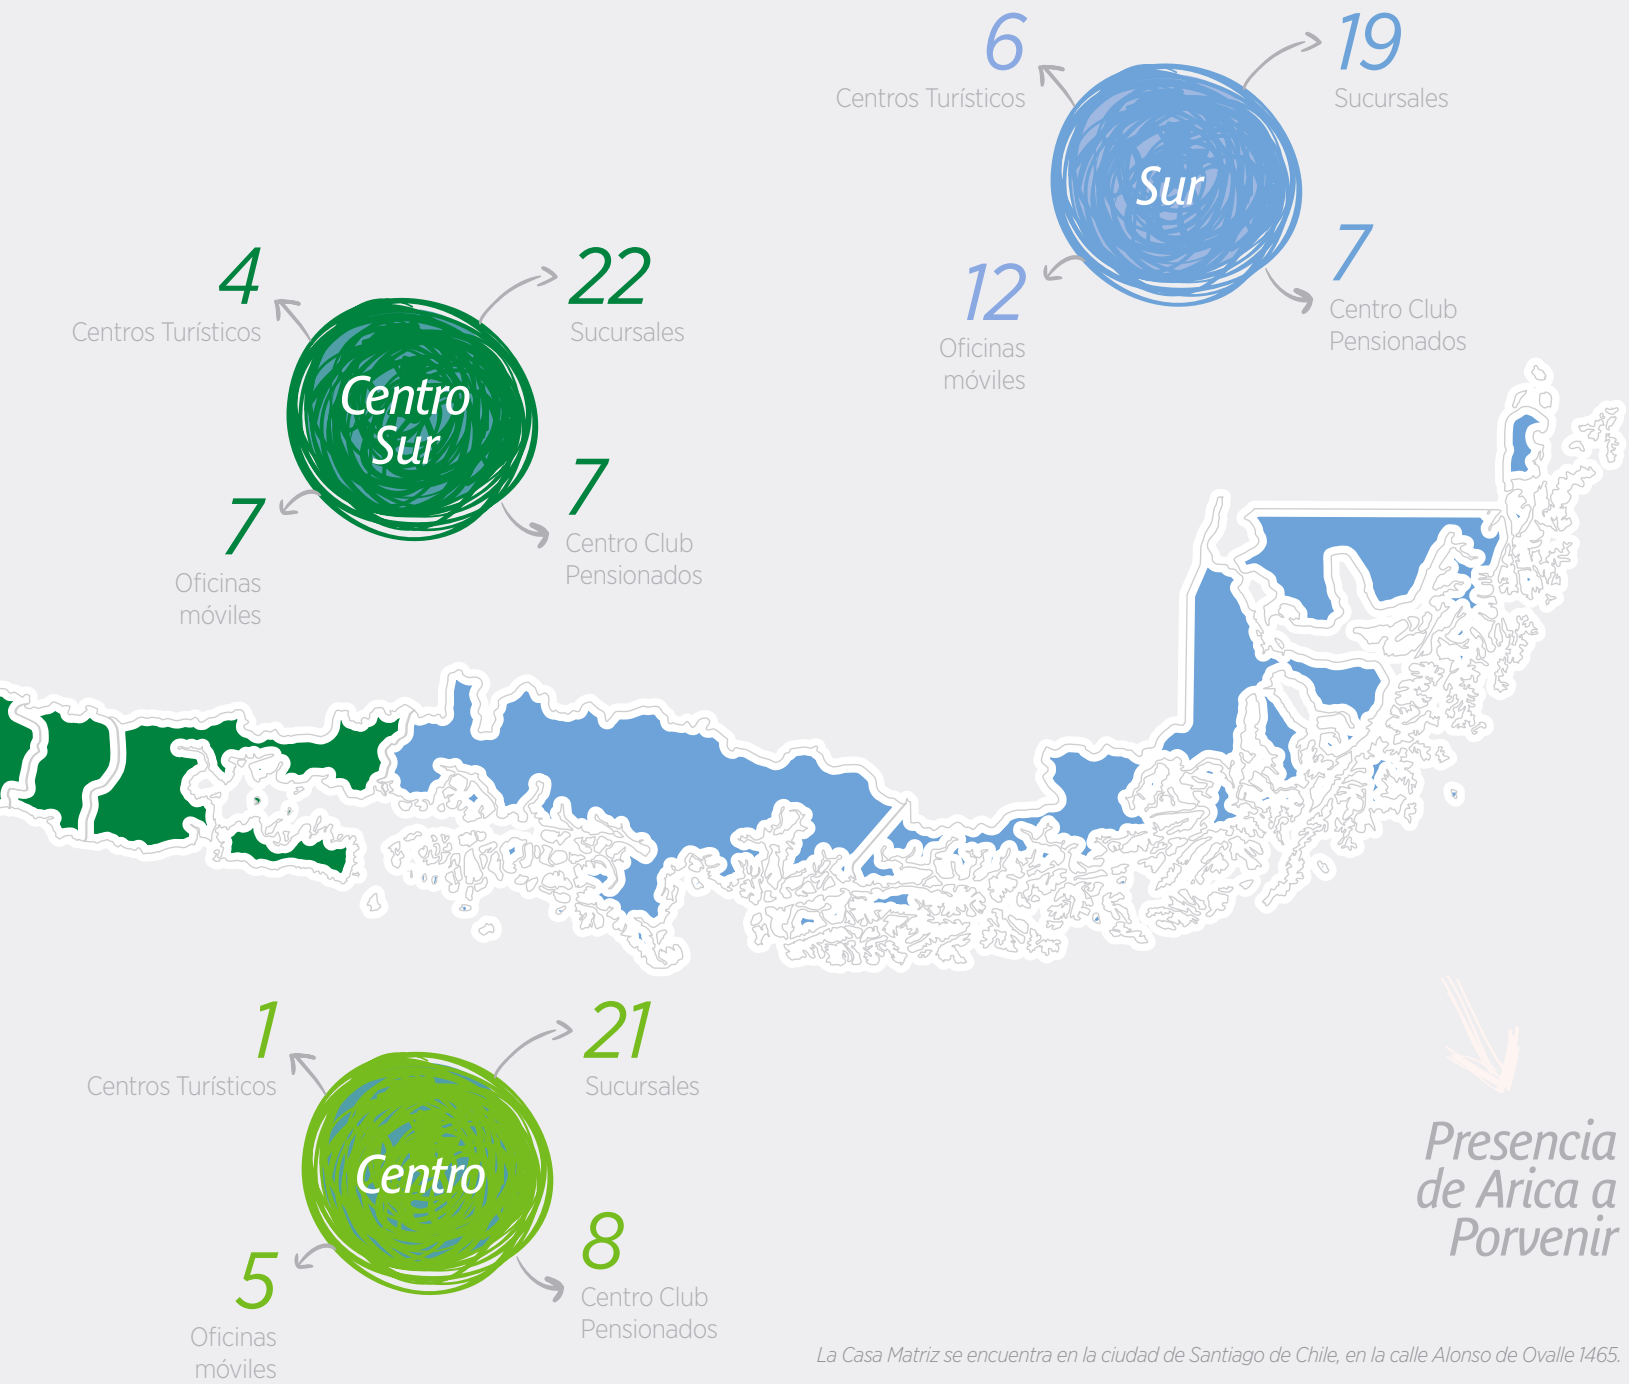 6
Centros Turísticos
19
Sucursales
Sur
12
Oficinas
móviles
7
Centro Club
Pensionados
4
Centros Turísticos
22
Sucursales
Centro
Sur
7
Oficinas
móviles
7
Centro Club
Pensionados
1
Centros Turísticos
21
Sucursales
Centro
5
Oficinas
móviles
8
Centro Club
Pensionados
Presencia
de Arica a
Porvenir
La Casa Matriz se encuentra en la ciudad de Santiago de Chile, en la calle Alonso de Ovalle 1465.